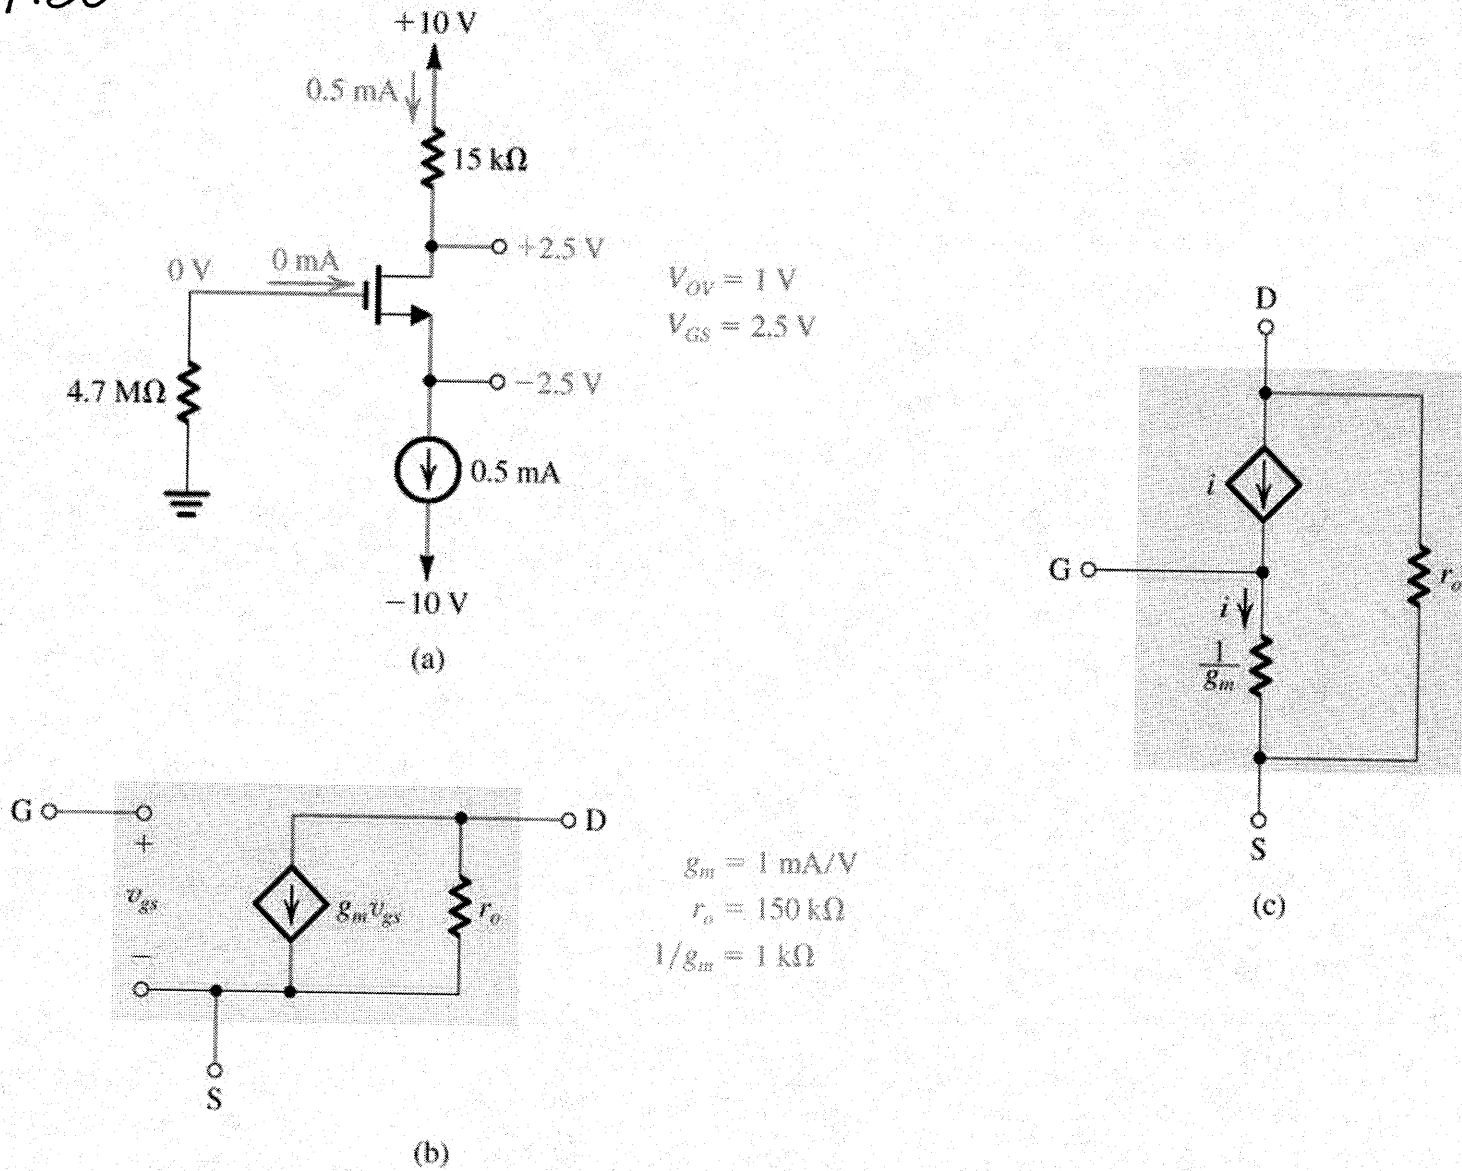 +10 V
0.5 mA
15 kΩ
+2.5 V
0 V
0 mA
V_OV = 1 V
V_GS = 2.5 V
4.7 MΩ
−2.5 V
0.5 mA
−10 V
(a)
D
i
G
r_o
i
1/g_m
S
(c)
G
D
+
v_gs
g_m v_gs
r_o
−
S
g_m = 1 mA/V
r_o = 150 kΩ
1/g_m = 1 kΩ
(b)